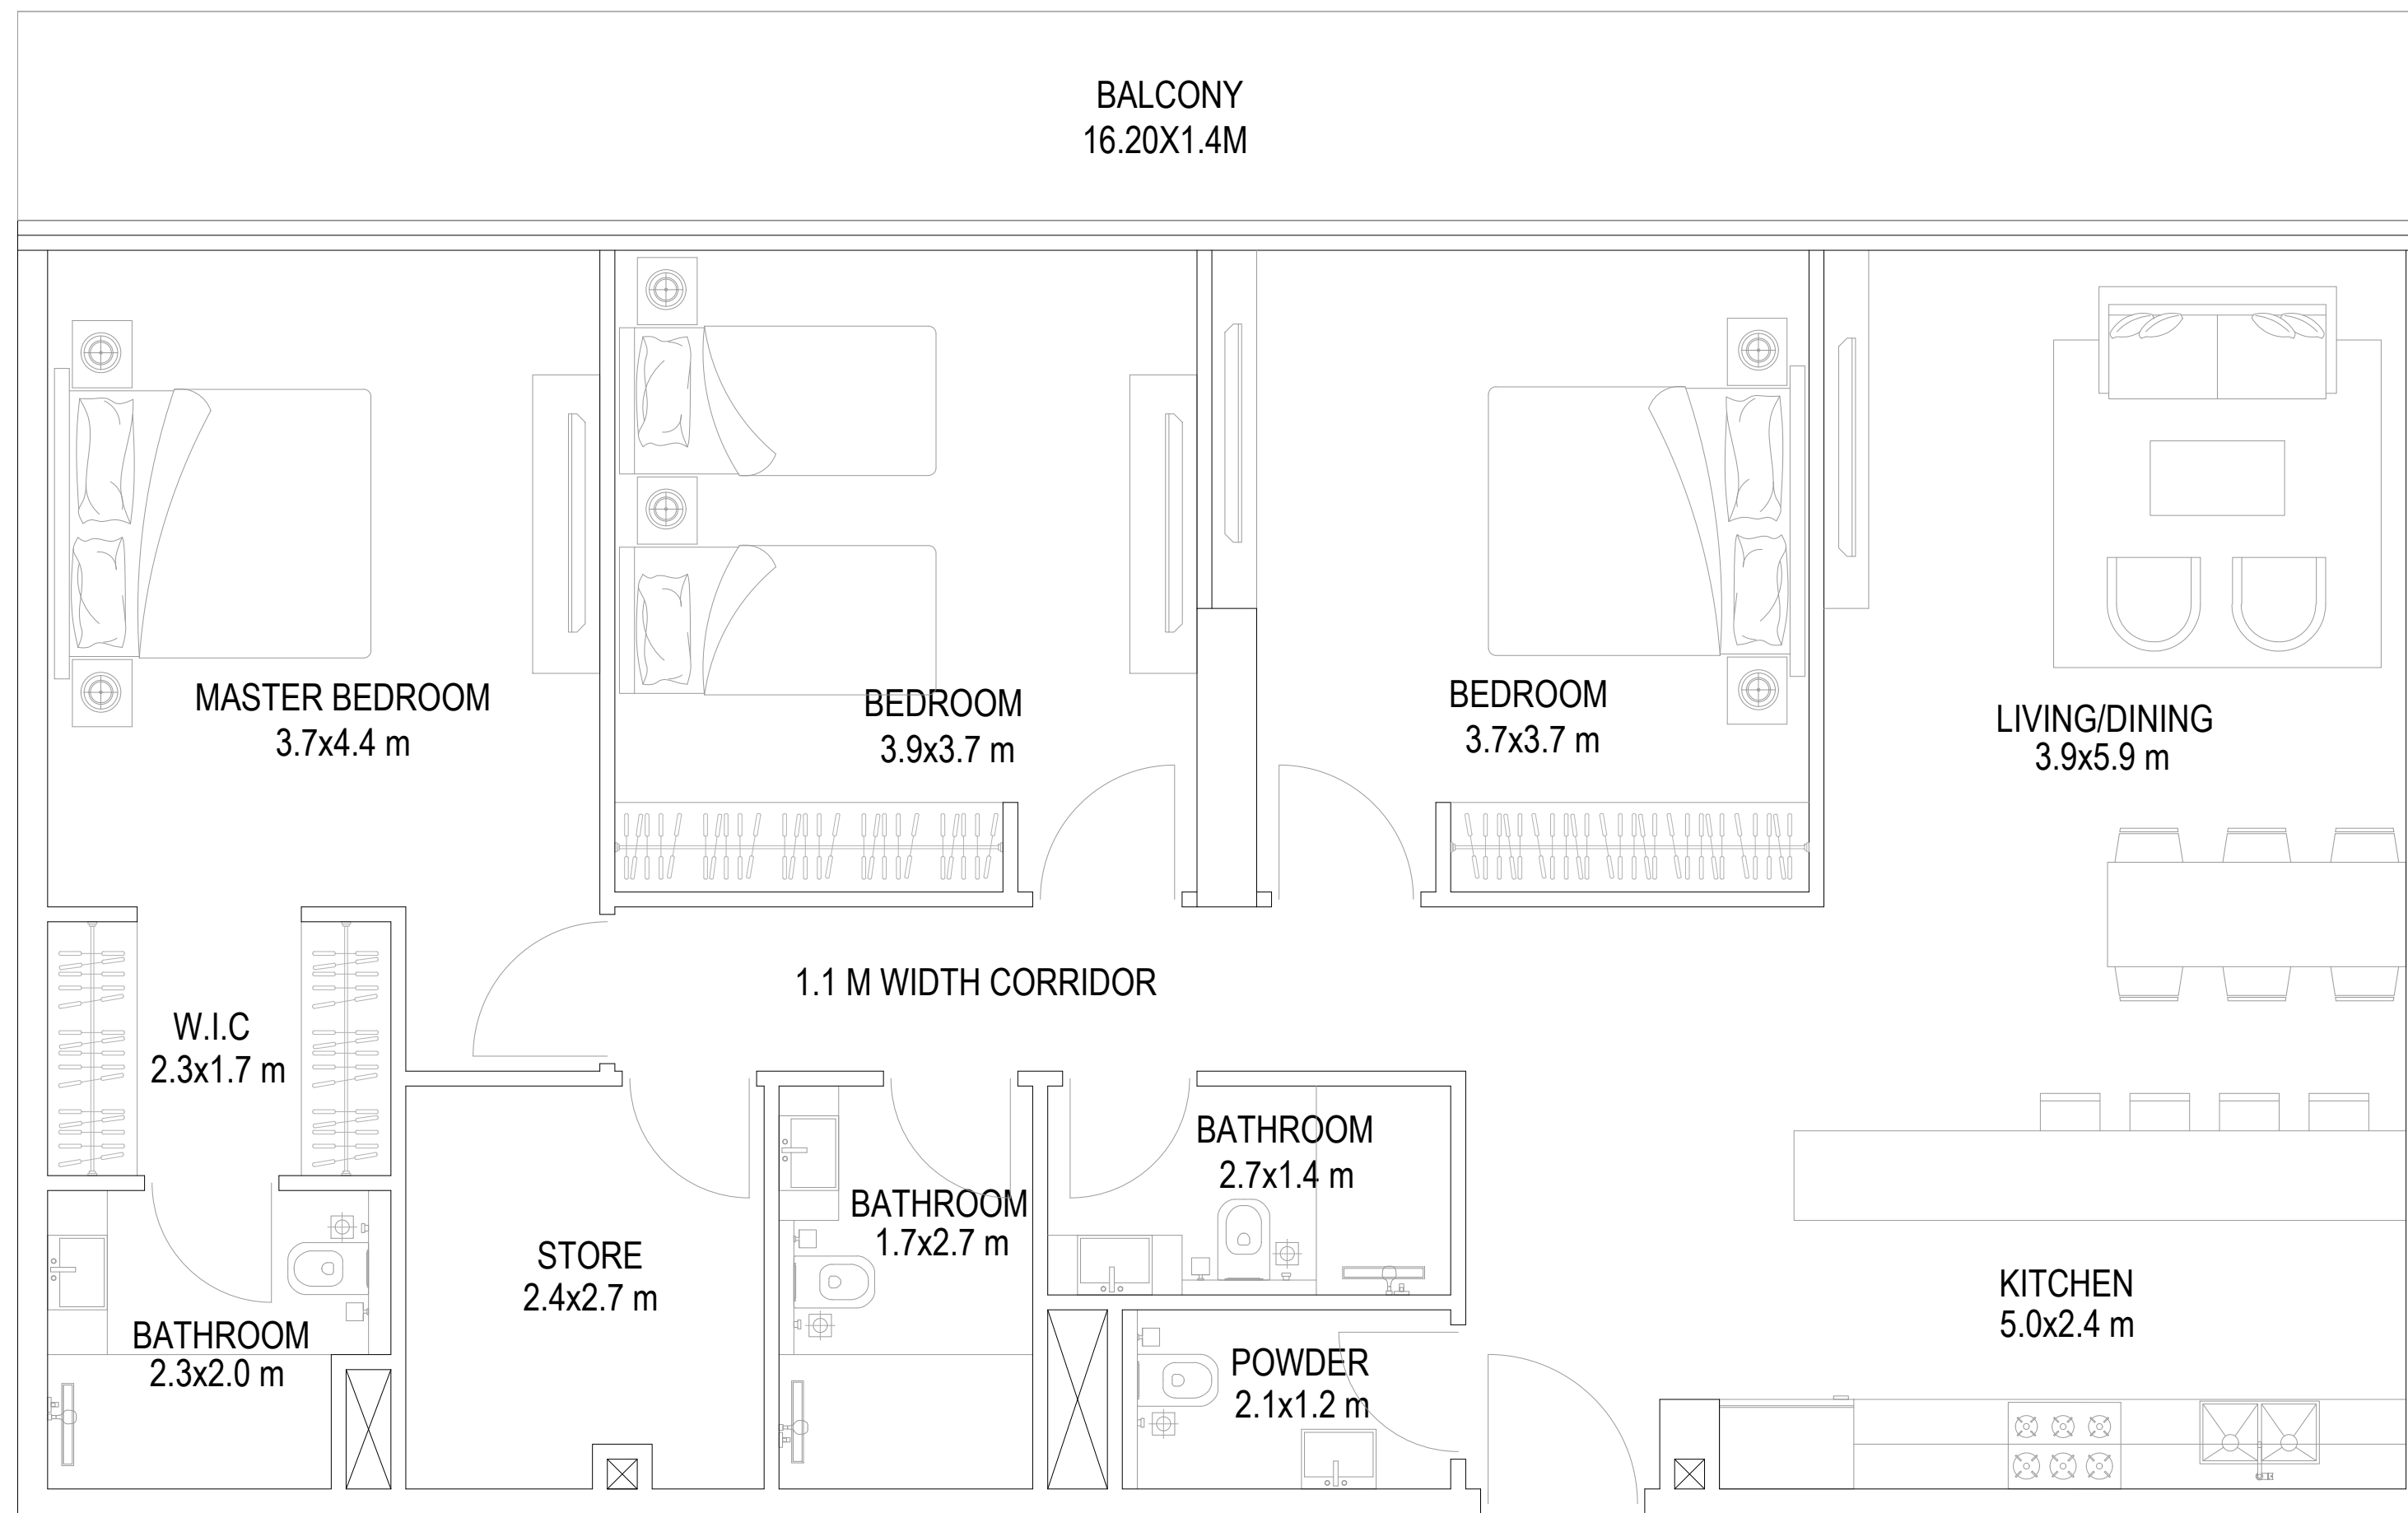 BALCONY
16.20X1.4M
MASTER BEDROOM
3.7x4.4 m
BEDROOM
3.9x3.7 m
BEDROOM
3.7x3.7 m
LIVING/DINING
3.9x5.9 m
1.1 M WIDTH CORRIDOR
W.I.C
2.3x1.7 m
BATHROOM
2.3x2.0 m
STORE
2.4x2.7 m
BATHROOM
1.7x2.7 m
BATHROOM
2.7x1.4 m
POWDER
2.1x1.2 m
KITCHEN
5.0x2.4 m